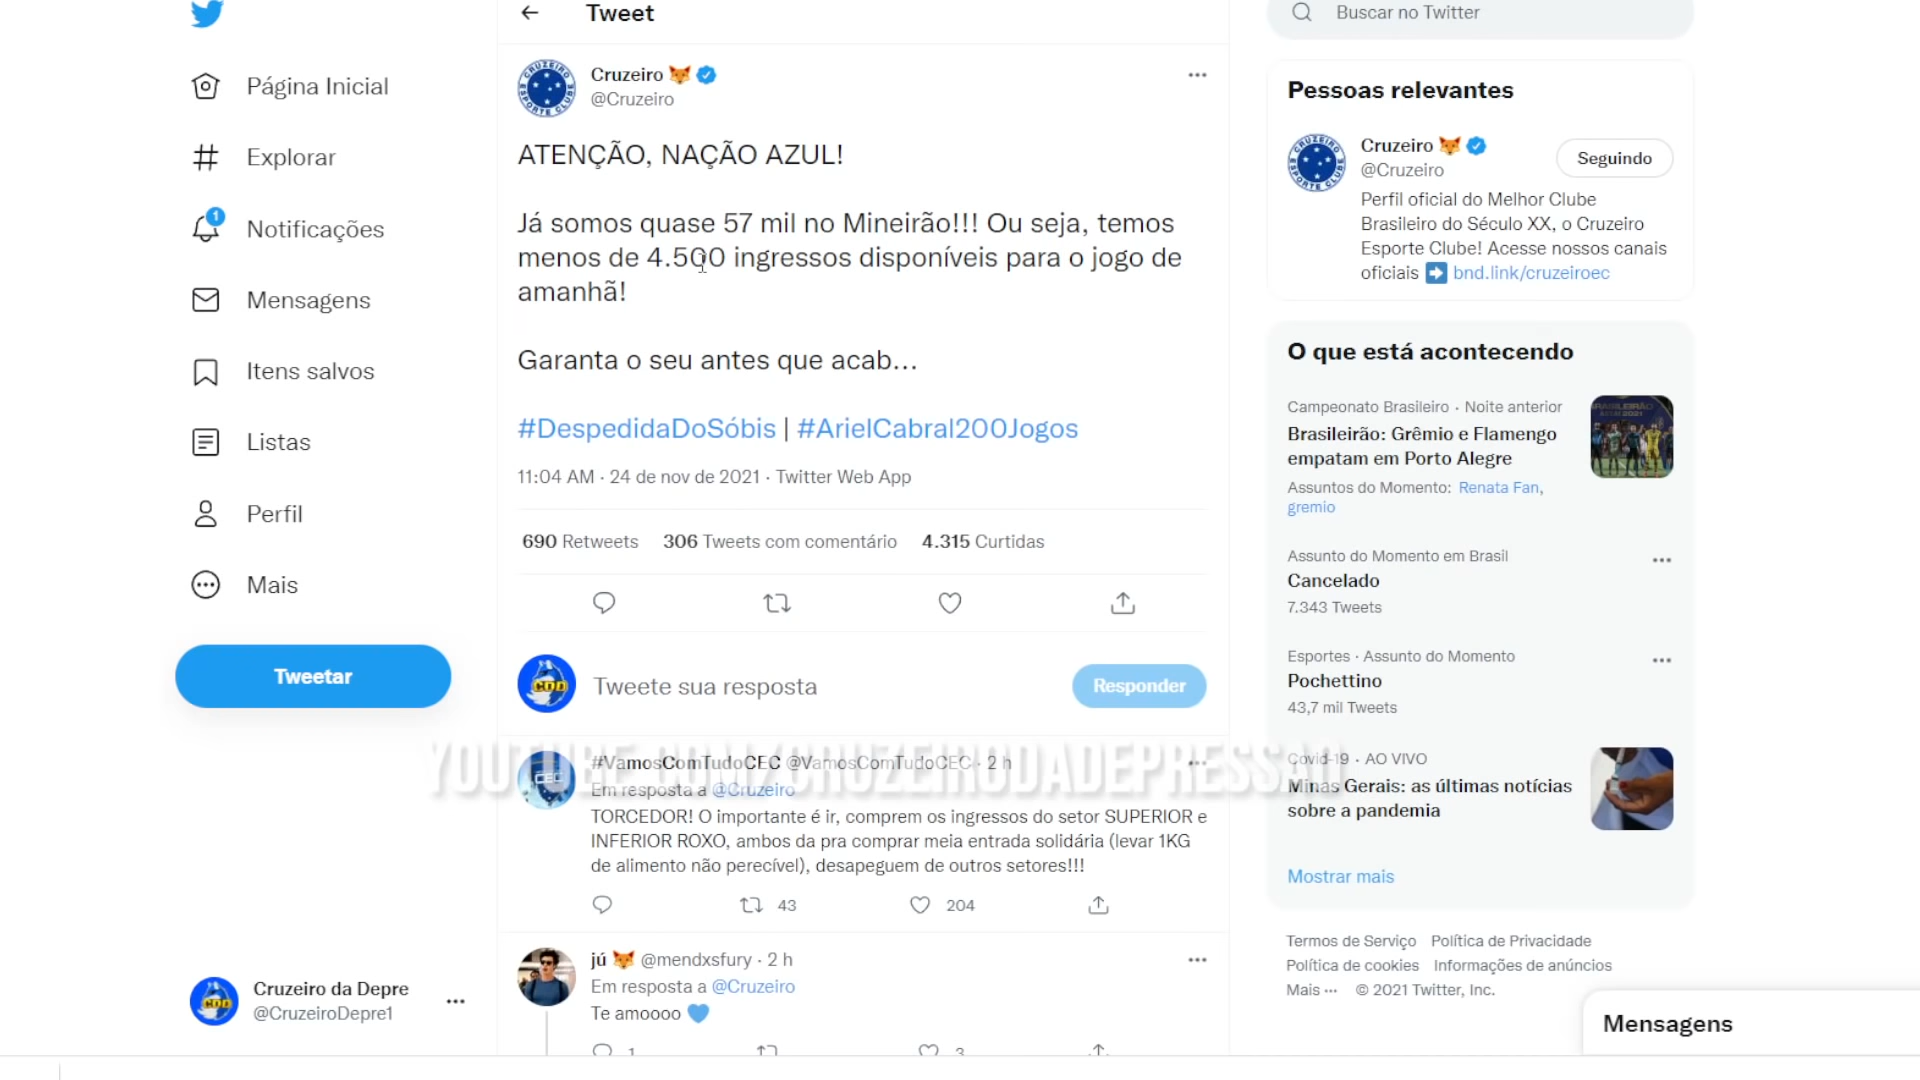 Tweet
Buscar no Twitter
Página Inicial
Explorar
1
Notificações
Mensagens
Itens salvos
Listas
Perfil
Mais
Tweetar
Cruzeiro da Depre
@CruzeiroDepre1
CRUZEIRO ESPORTE CLUBE
Cruzeiro 🦊
@Cruzeiro
ATENÇÃO, NAÇÃO AZUL!
Já somos quase 57 mil no Mineirão!!! Ou seja, temos
menos de 4.500 ingressos disponíveis para o jogo de
amanhã!
Garanta o seu antes que acab...
#DespedidaDoSóbis | #ArielCabral200Jogos
11:04 AM · 24 de nov de 2021 · Twitter Web App
690 Retweets 306 Tweets com comentário 4.315 Curtidas
CDD
Tweete sua resposta
Responder
YOUTUBE.COM/CRUZEIRODADEPRESSAO
#VamosComTudoCEC @VamosComTudoCEC · 2 h
Em resposta a @Cruzeiro
TORCEDOR! O importante é ir, comprem os ingressos do setor SUPERIOR e
INFERIOR ROXO, ambos da pra comprar meia entrada solidária (levar 1KG
de alimento não perecível), desapeguem de outros setores!!!
43 204
jú 🦊 @mendxsfury · 2 h
Em resposta a @Cruzeiro
Te amoooo 💙
1 3
Pessoas relevantes
Cruzeiro 🦊
@Cruzeiro
Seguindo
Perfil oficial do Melhor Clube
Brasileiro do Século XX, o Cruzeiro
Esporte Clube! Acesse nossos canais
oficiais ➡️ bnd.link/cruzeiroec
O que está acontecendo
Campeonato Brasileiro · Noite anterior
Brasileirão: Grêmio e Flamengo
empatam em Porto Alegre
Assuntos do Momento: Renata Fan,
gremio
Assunto do Momento em Brasil
Cancelado
7.343 Tweets
Esportes · Assunto do Momento
Pochettino
43,7 mil Tweets
Covid-19 · AO VIVO
Minas Gerais: as últimas notícias
sobre a pandemia
Mostrar mais
Termos de Serviço Política de Privacidade
Política de cookies Informações de anúncios
Mais ··· © 2021 Twitter, Inc.
Mensagens